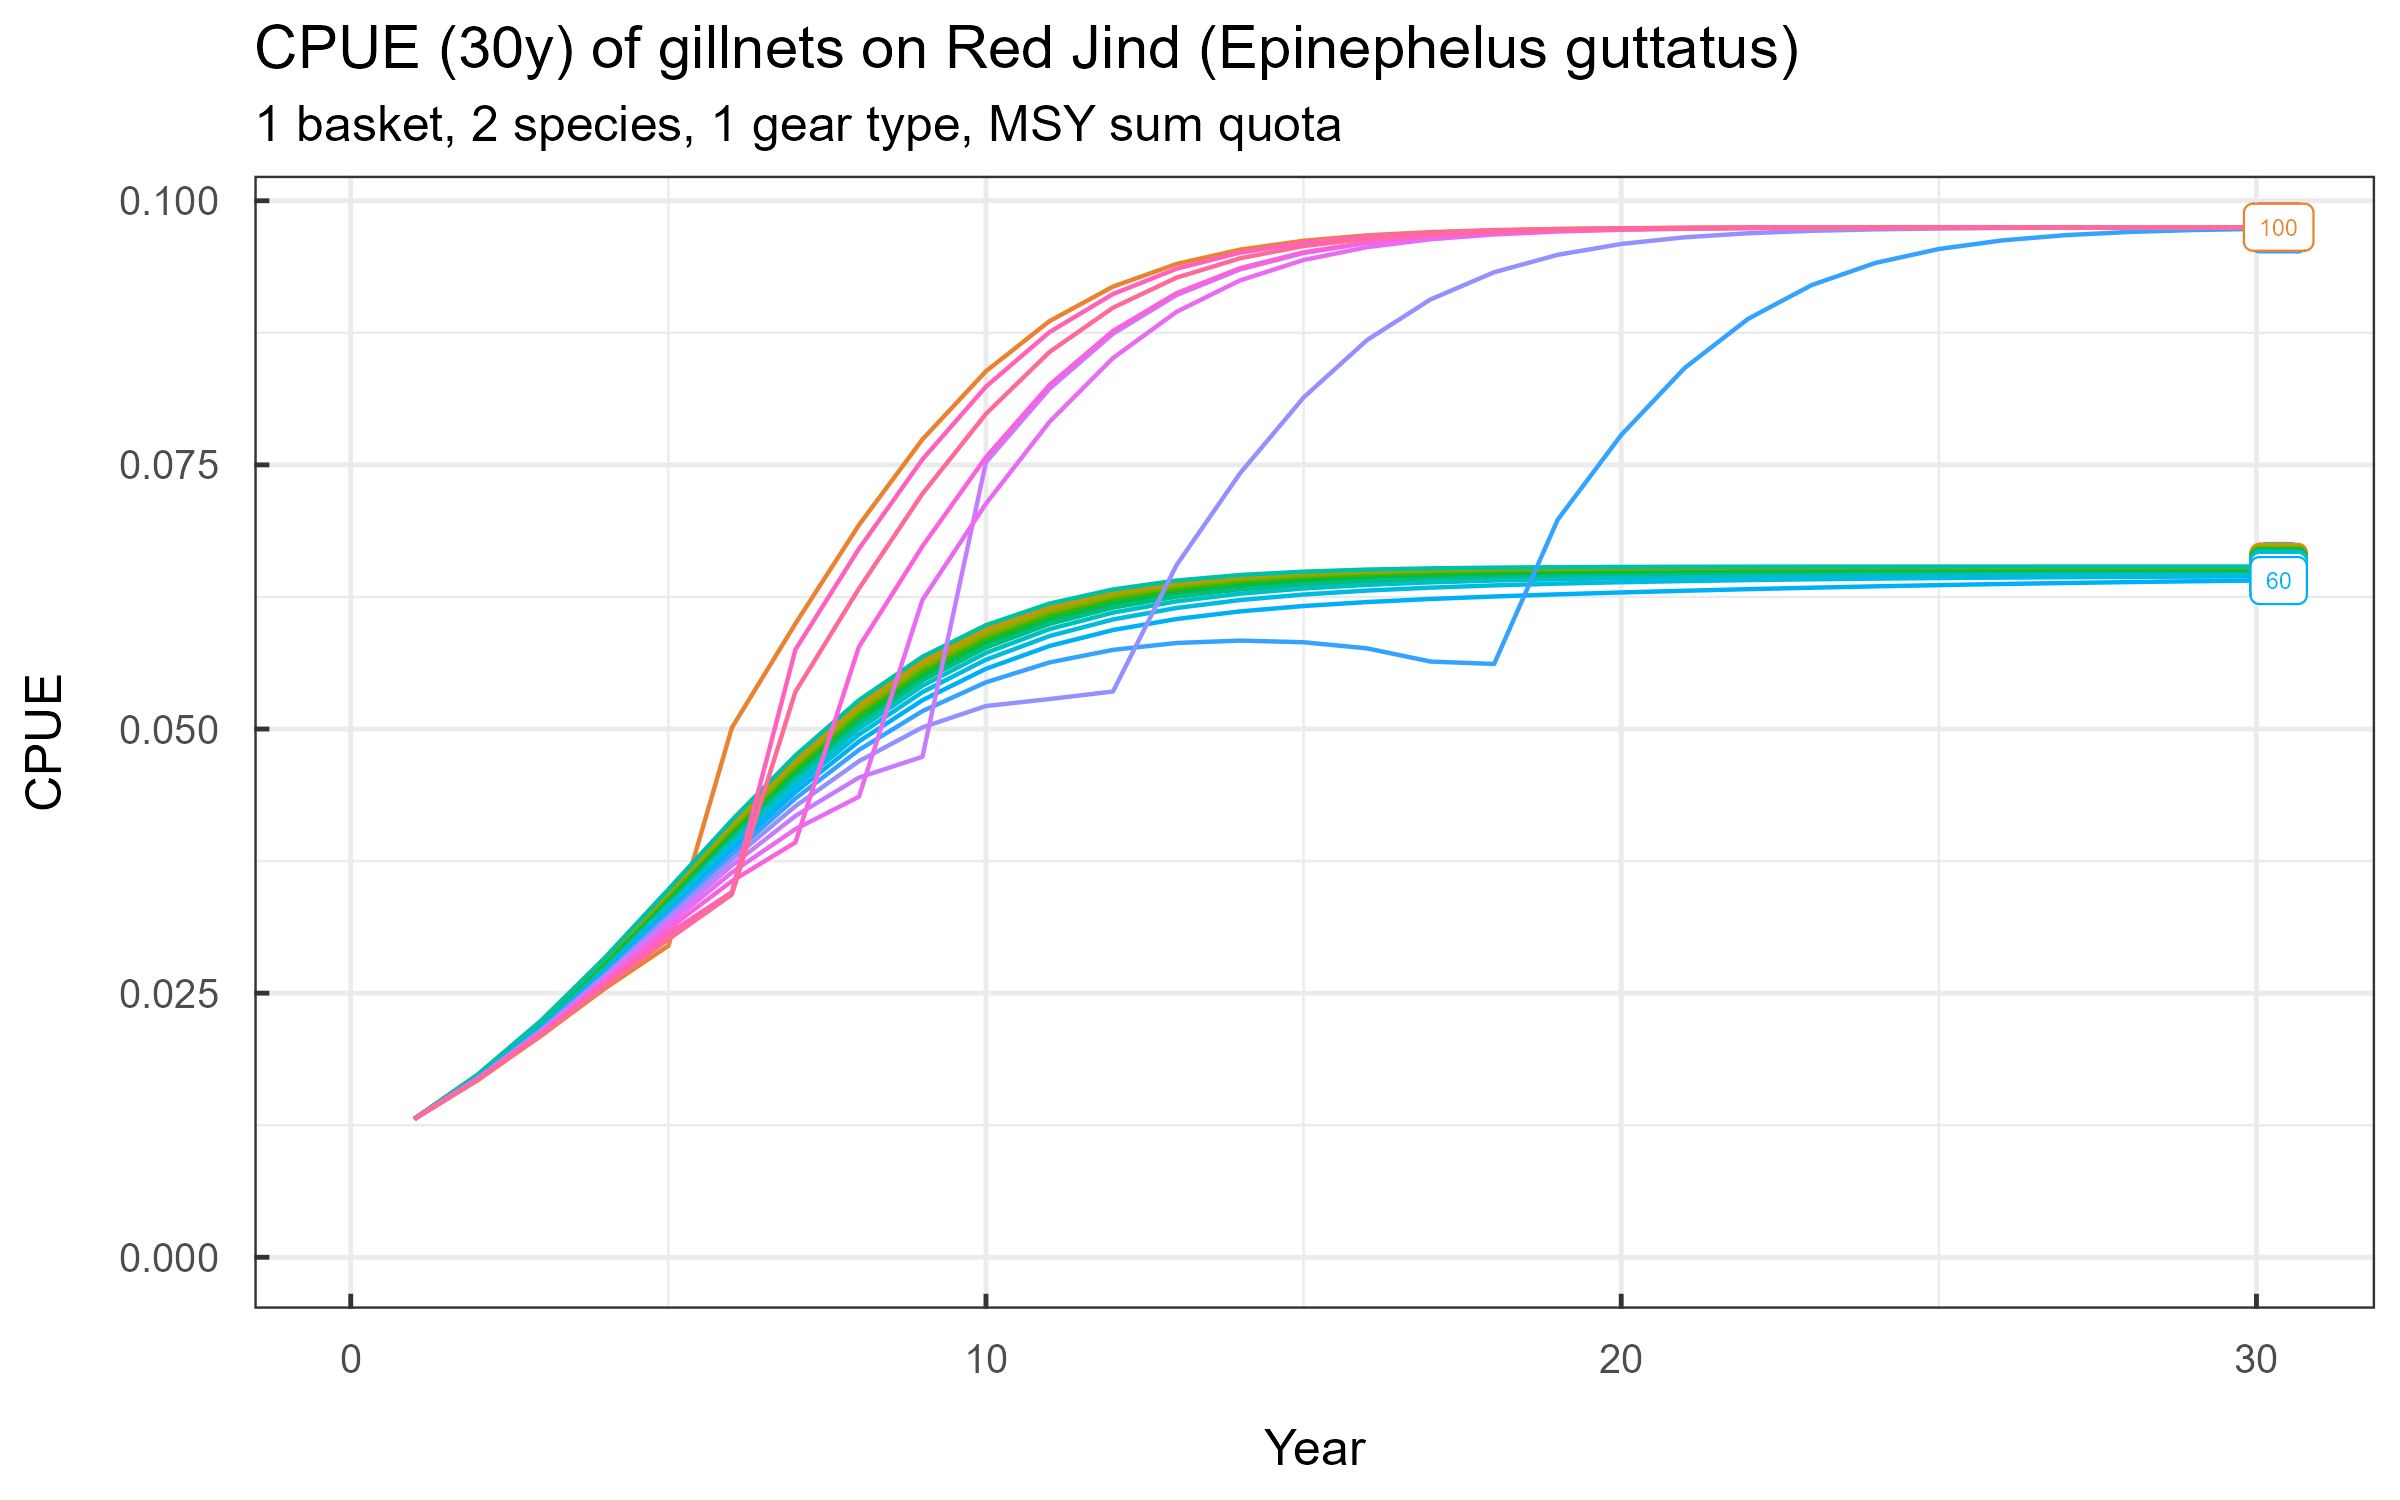 CPUE (30y) of gillnets on Red Jind (Epinephelus guttatus)
1 basket, 2 species, 1 gear type, MSY sum quota
0.100
0.075
0.050
0.025
0.000
CPUE
100
60
0
10
20
30
Year